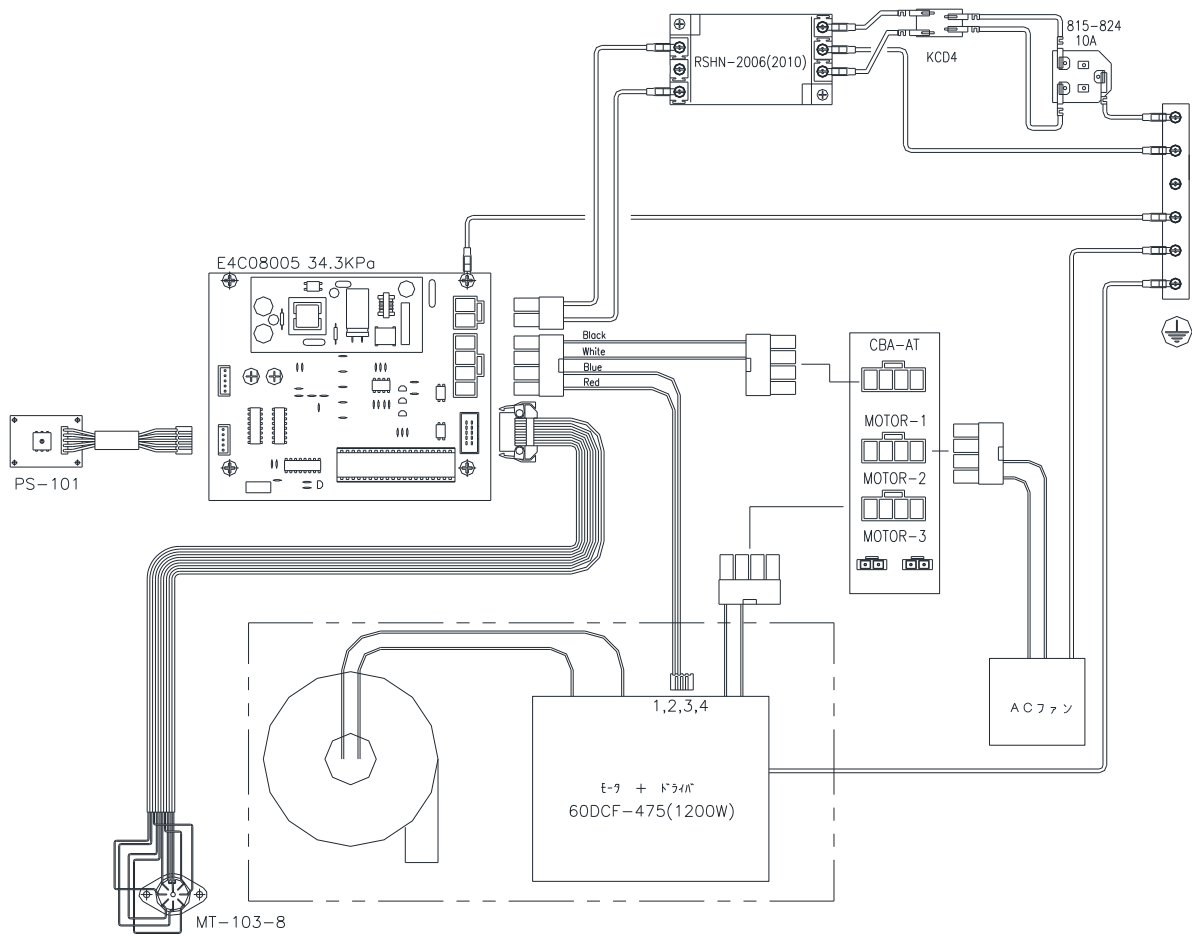 815-824
10A
RSHN-2006(2010)
KCD4
E4C08005 34.3KPa
Black
White
Blue
Red
CBA-AT
MOTOR-1
MOTOR-2
MOTOR-3
PS-101
D
1,2,3,4
ACファン
ﾓｰﾀ + ﾄﾞﾗｲﾊﾞ
60DCF-475(1200W)
MT-103-8